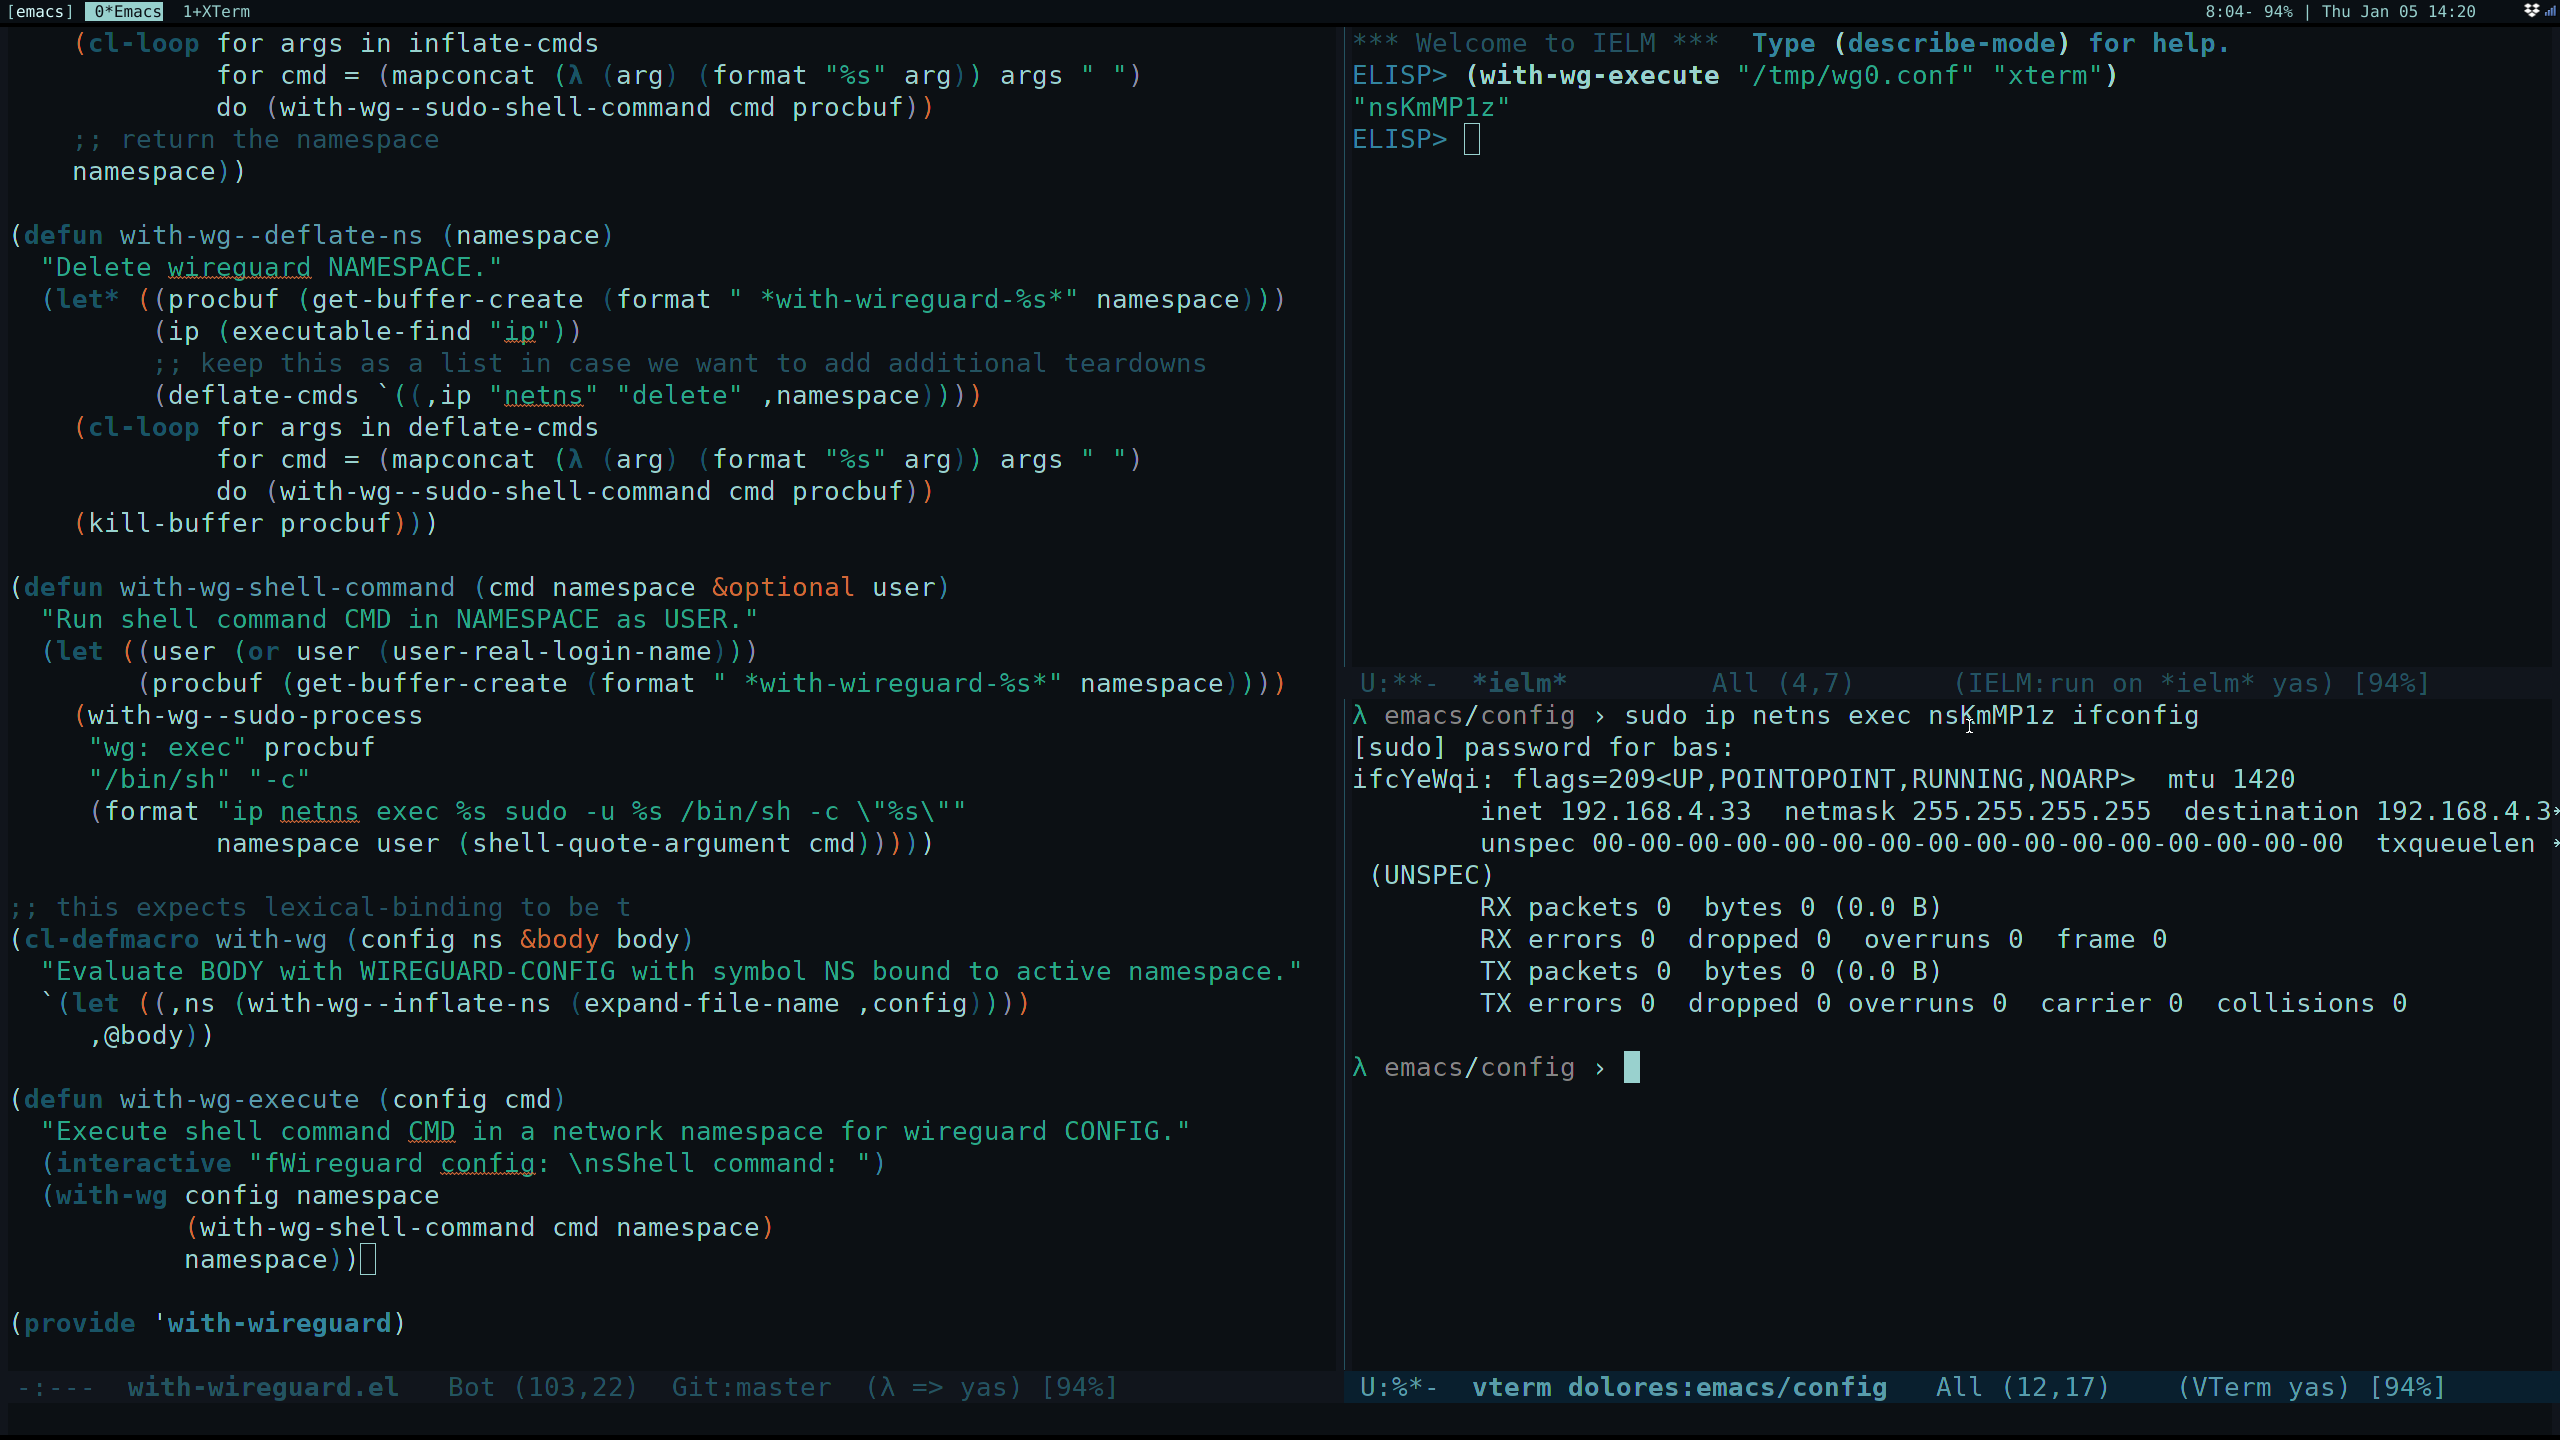 [emacs] 0*Emacs 1+XTerm
8:04- 94% | Thu Jan 05 14:20
    (cl-loop for args in inflate-cmds
             for cmd = (mapconcat (λ (arg) (format "%s" arg)) args " ")
             do (with-wg--sudo-shell-command cmd procbuf))
    ;; return the namespace
    namespace))
(defun with-wg--deflate-ns (namespace)
  "Delete wireguard NAMESPACE."
  (let* ((procbuf (get-buffer-create (format " *with-wireguard-%s*" namespace)))
         (ip (executable-find "ip"))
         ;; keep this as a list in case we want to add additional teardowns
         (deflate-cmds `((,ip "netns" "delete" ,namespace))))
    (cl-loop for args in deflate-cmds
             for cmd = (mapconcat (λ (arg) (format "%s" arg)) args " ")
             do (with-wg--sudo-shell-command cmd procbuf))
    (kill-buffer procbuf)))
(defun with-wg-shell-command (cmd namespace &optional user)
  "Run shell command CMD in NAMESPACE as USER."
  (let ((user (or user (user-real-login-name)))
        (procbuf (get-buffer-create (format " *with-wireguard-%s*" namespace))))
    (with-wg--sudo-process
     "wg: exec" procbuf
     "/bin/sh" "-c"
     (format "ip netns exec %s sudo -u %s /bin/sh -c \"%s\""
             namespace user (shell-quote-argument cmd)))))
;; this expects lexical-binding to be t
(cl-defmacro with-wg (config ns &body body)
  "Evaluate BODY with WIREGUARD-CONFIG with symbol NS bound to active namespace."
  `(let ((,ns (with-wg--inflate-ns (expand-file-name ,config))))
     ,@body))
(defun with-wg-execute (config cmd)
  "Execute shell command CMD in a network namespace for wireguard CONFIG."
  (interactive "fWireguard config: \nsShell command: ")
  (with-wg config namespace
           (with-wg-shell-command cmd namespace)
           namespace))
(provide 'with-wireguard)
-:---  with-wireguard.el   Bot (103,22)  Git:master  (λ => yas) [94%]
*** Welcome to IELM ***  Type (describe-mode) for help.
ELISP> (with-wg-execute "/tmp/wg0.conf" "xterm")
"nsKmMP1z"
ELISP>
U:**-  *ielm*         All (4,7)      (IELM:run on *ielm* yas) [94%]
λ emacs/config › sudo ip netns exec nsKmMP1z ifconfig
[sudo] password for bas:
ifcYeWqi: flags=209<UP,POINTOPOINT,RUNNING,NOARP>  mtu 1420
        inet 192.168.4.33  netmask 255.255.255.255  destination 192.168.4.3
        unspec 00-00-00-00-00-00-00-00-00-00-00-00-00-00-00-00  txqueuelen
 (UNSPEC)
        RX packets 0  bytes 0 (0.0 B)
        RX errors 0  dropped 0  overruns 0  frame 0
        TX packets 0  bytes 0 (0.0 B)
        TX errors 0  dropped 0 overruns 0  carrier 0  collisions 0
λ emacs/config ›
U:%*-  vterm dolores:emacs/config   All (12,17)    (VTerm yas) [94%]